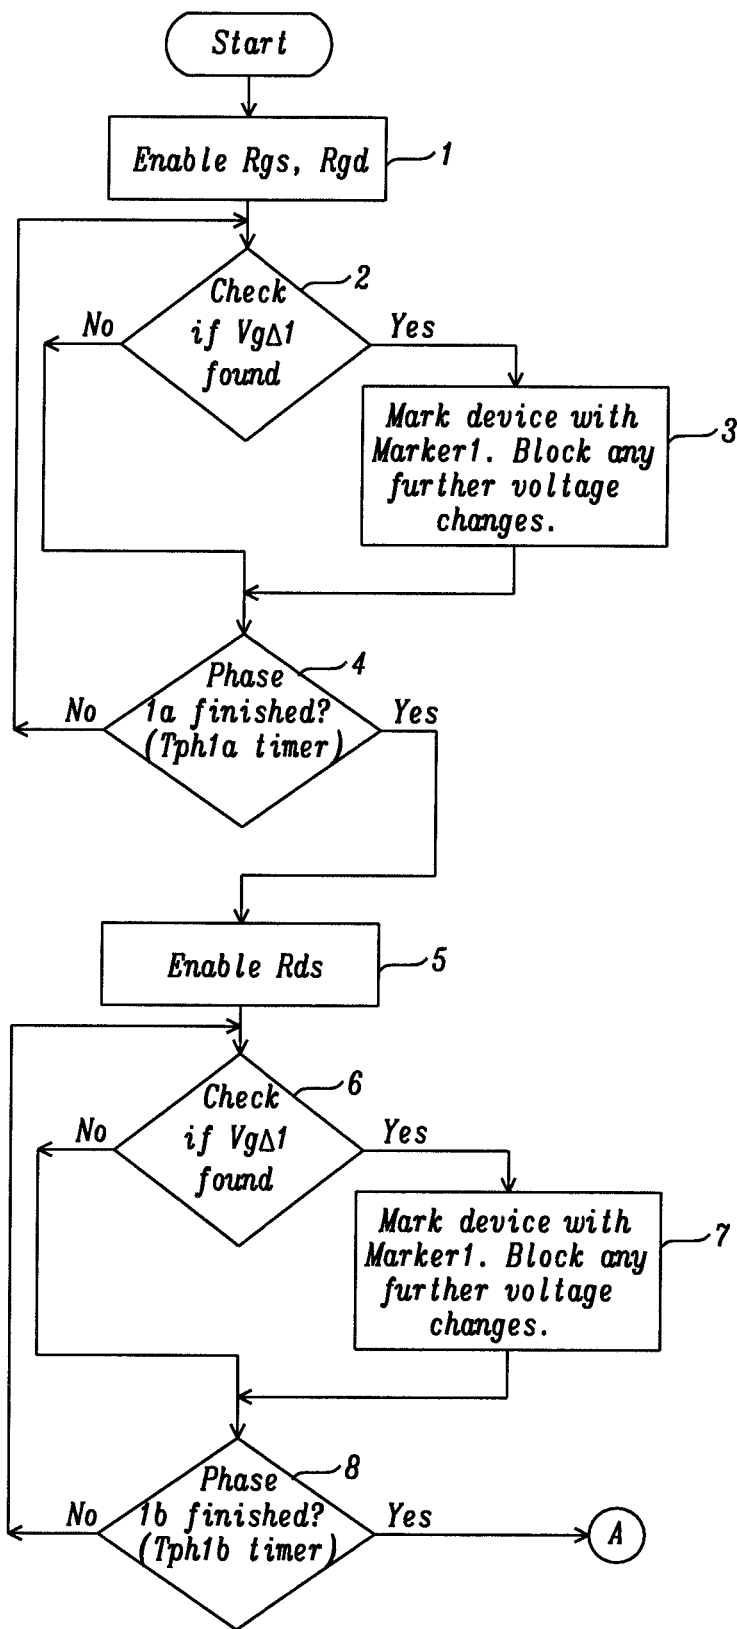 Start
Enable Rgs, Rgd
1
2
Check
if VgΔ1
found
No
Yes
Mark device with
Marker1. Block any
further voltage
changes.
3
4
Phase
1a finished?
(Tph1a timer)
No
Yes
Enable Rds
5
6
Check
if VgΔ1
found
No
Yes
Mark device with
Marker1. Block any
further voltage
changes.
7
8
Phase
1b finished?
(Tph1b timer)
No
Yes
A